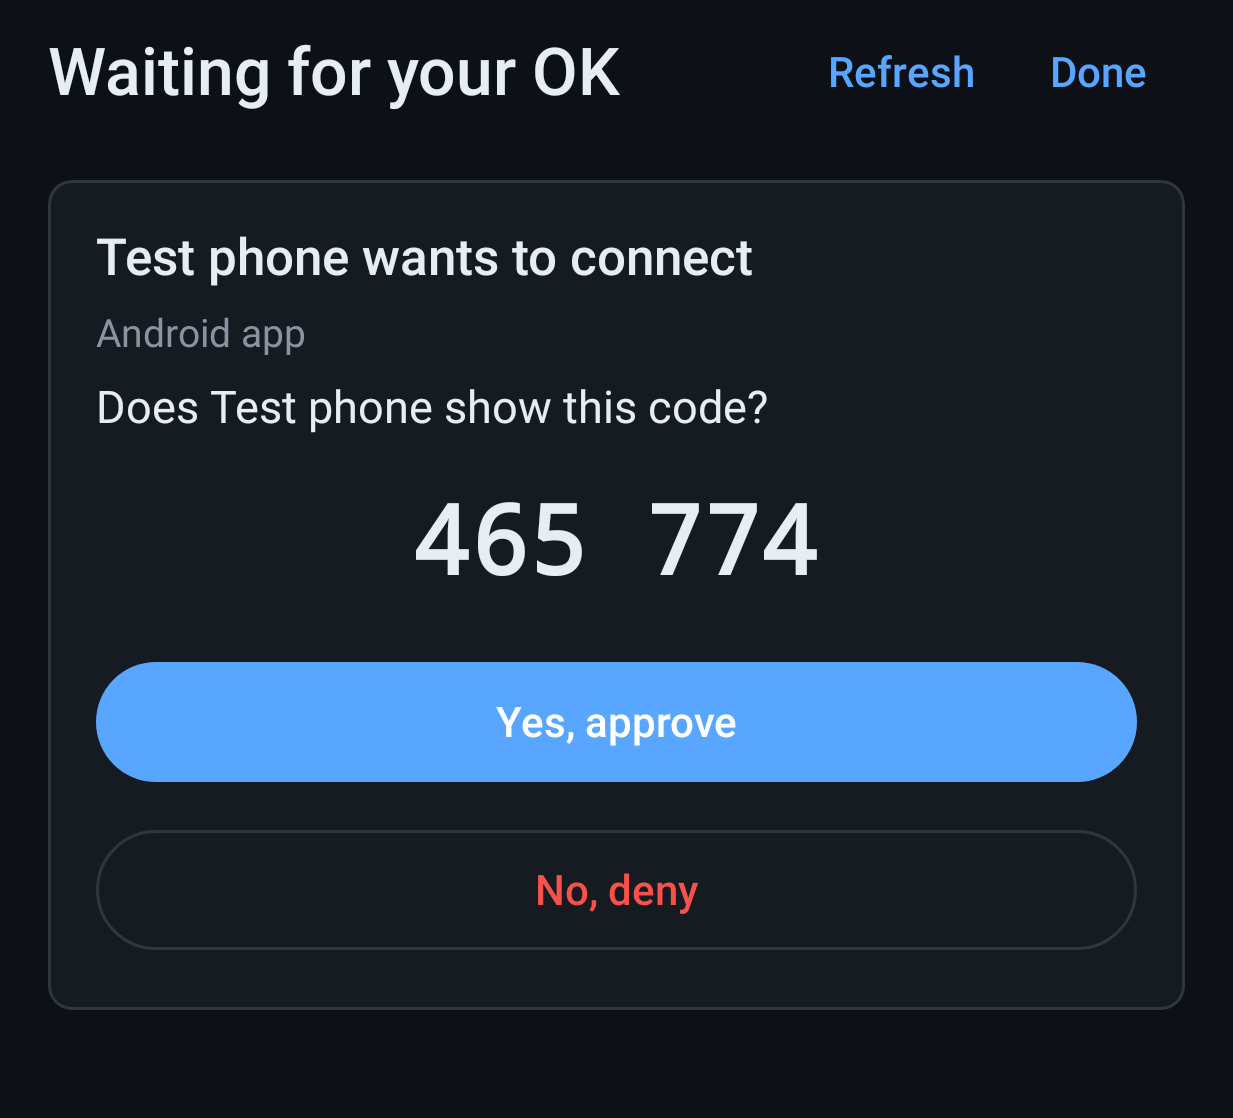 Waiting for your OK
Refresh
Done
Test phone wants to connect
Android app
Does Test phone show this code?
465 774
Yes, approve
No, deny